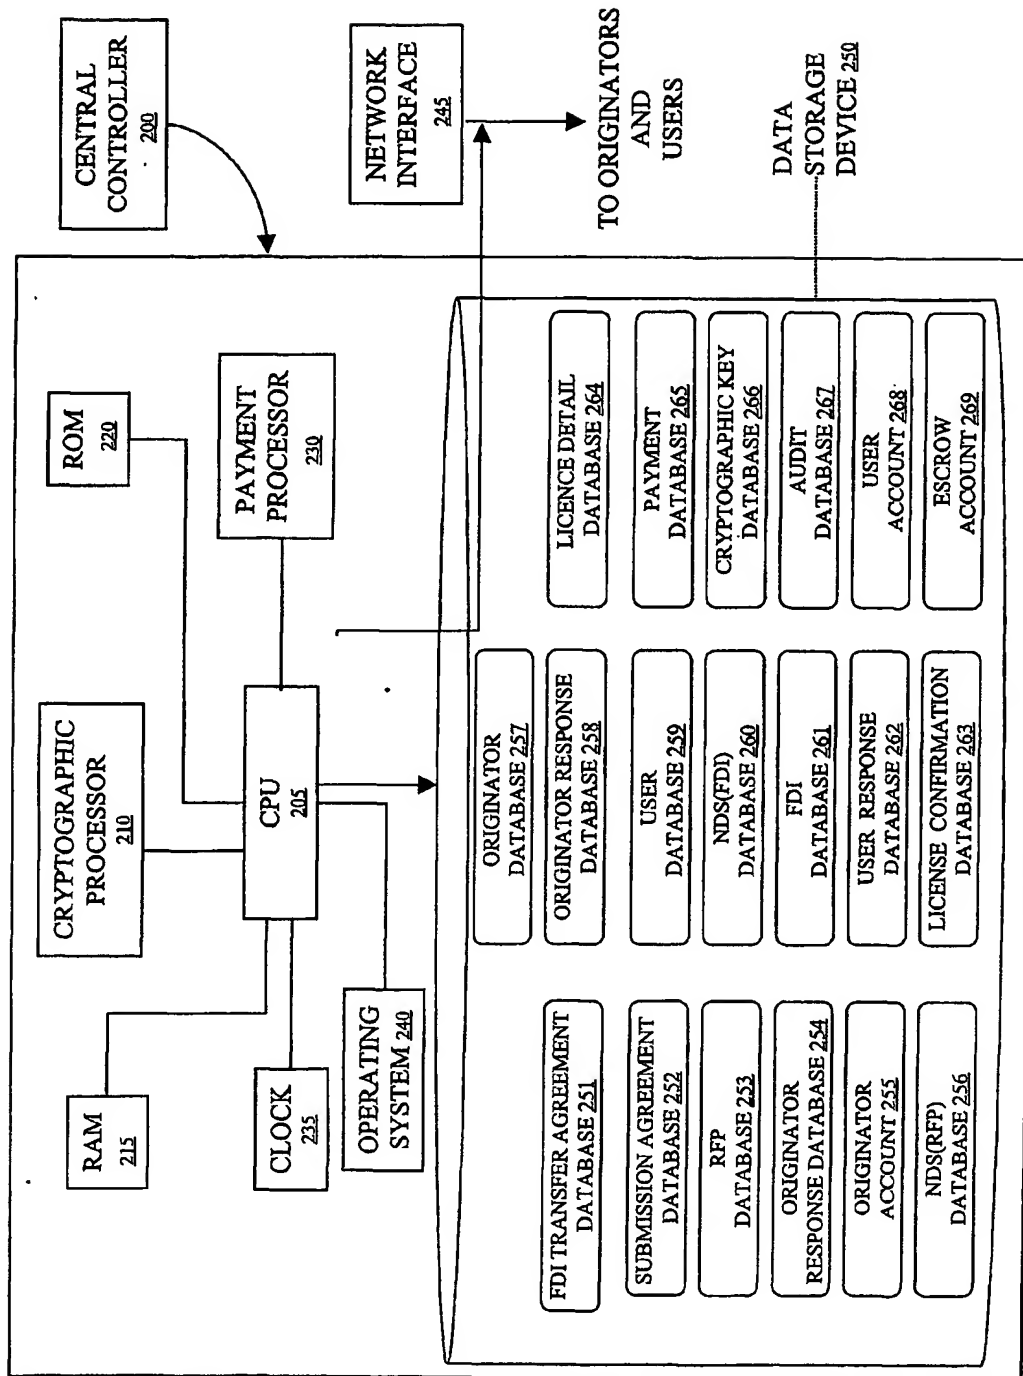 CENTRAL
CONTROLLER
200
NETWORK
INTERFACE
245
TO ORIGINATORS
AND
USERS
DATA
STORAGE
DEVICE 250
RAM
215
CRYPTOGRAPHIC
PROCESSOR
210
ROM
220
CLOCK
235
CPU
205
PAYMENT
PROCESSOR
230
OPERATING
SYSTEM 240
FDI TRANSFER AGREEMENT
DATABASE 251
SUBMISSION AGREEMENT
DATABASE 252
RFP
DATABASE 253
ORIGINATOR
RESPONSE DATABASE 254
ORIGINATOR
ACCOUNT 255
NDS(RFP)
DATABASE 256
ORIGINATOR
DATABASE 257
ORIGINATOR RESPONSE
DATABASE 258
USER
DATABASE 259
NDS(FDI)
DATABASE 260
FDI
DATABASE 261
USER RESPONSE
DATABASE 262
LICENSE CONFIRMATION
DATABASE 263
LICENCE DETAIL
DATABASE 264
PAYMENT
DATABASE 265
CRYPTOGRAPHIC KEY
DATABASE 266
AUDIT
DATABASE 267
USER
ACCOUNT 268
ESCROW
ACCOUNT 269